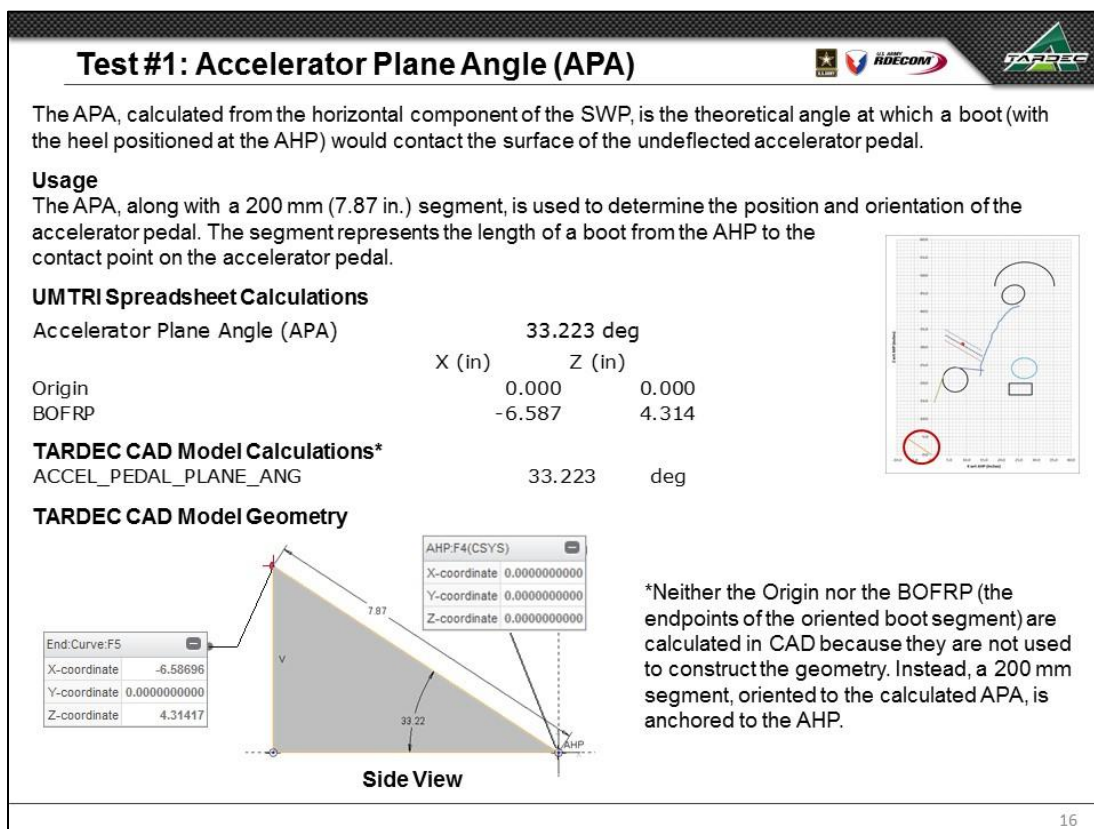 Test #1: Accelerator Plane Angle (APA)
U.S. ARMY
RDECOM
TARDEC
The APA, calculated from the horizontal component of the SWP, is the theoretical angle at which a boot (with
the heel positioned at the AHP) would contact the surface of the undeflected accelerator pedal.
Usage
The APA, along with a 200 mm (7.87 in.) segment, is used to determine the position and orientation of the
accelerator pedal. The segment represents the length of a boot from the AHP to the
contact point on the accelerator pedal.
UMTRI Spreadsheet Calculations
Accelerator Plane Angle (APA) 33.223 deg
X (in) Z (in)
Origin 0.000 0.000
BOFRP -6.587 4.314
TARDEC CAD Model Calculations*
ACCEL_PEDAL_PLANE_ANG 33.223 deg
TARDEC CAD Model Geometry
AHP:F4(CSYS)
X-coordinate 0.0000000000
Y-coordinate 0.0000000000
Z-coordinate 0.0000000000
End:Curve:F5
X-coordinate -6.58696
Y-coordinate 0.0000000000
Z-coordinate 4.31417
7.87
V
33.22
AHP
Side View
*Neither the Origin nor the BOFRP (the
endpoints of the oriented boot segment) are
calculated in CAD because they are not used
to construct the geometry. Instead, a 200 mm
segment, oriented to the calculated APA, is
anchored to the AHP.
16